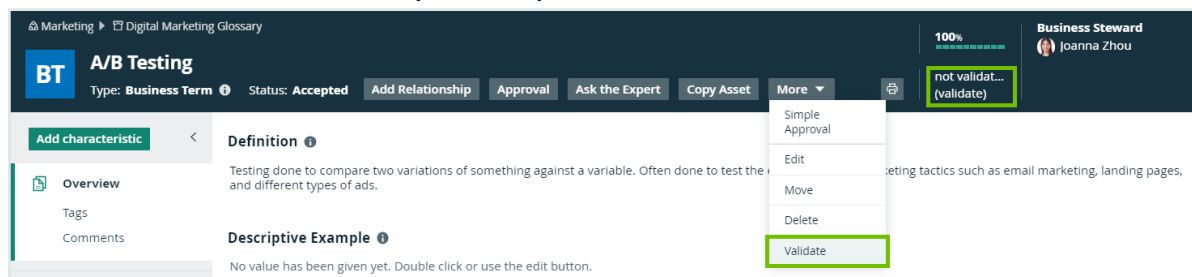 Marketing Digital Marketing Glossary
BT
A/B Testing
Type: Business Term Status: Accepted
Add Relationship Approval Ask the Expert Copy Asset More
100%
not validat...
(validate)
Business Steward
Joanna Zhou
Simple
Approval
Edit
Move
Delete
Validate
Add characteristic
Overview
Tags
Comments
Definition
Testing done to compare two variations of something against a variable. Often done to test the keting tactics such as email marketing, landing pages,
and different types of ads.
Descriptive Example
No value has been given yet. Double click or use the edit button.